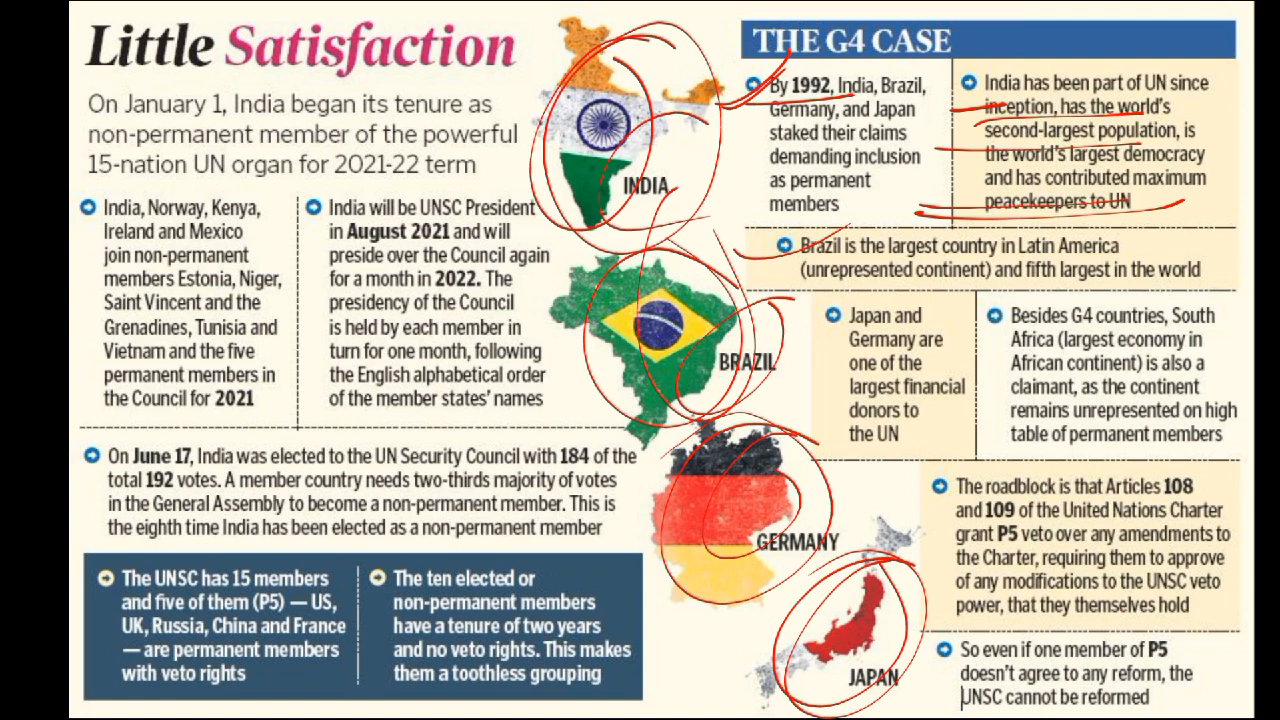 Little Satisfaction
On January 1, India began its tenure as
non-permanent member of the powerful
15-nation UN organ for 2021-22 term
India, Norway, Kenya,
Ireland and Mexico
join non-permanent
members Estonia, Niger,
Saint Vincent and the
Grenadines, Tunisia and
Vietnam and the five
permanent members in
the Council for 2021
India will be UNSC President
in August 2021 and will
preside over the Council again
for a month in 2022. The
presidency of the Council
is held by each member in
turn for one month, following
the English alphabetical order
of the member states' names
On June 17, India was elected to the UN Security Council with 184 of the
total 192 votes. A member country needs two-thirds majority of votes
in the General Assembly to become a non-permanent member. This is
the eighth time India has been elected as a non-permanent member
The UNSC has 15 members
and five of them (P5) — US,
UK, Russia, China and France
— are permanent members
with veto rights
The ten elected or
non-permanent members
have a tenure of two years
and no veto rights. This makes
them a toothless grouping
INDIA
BRAZIL
GERMANY
JAPAN
THE G4 CASE
By 1992, India, Brazil,
Germany, and Japan
staked their claims
demanding inclusion
as permanent
members
India has been part of UN since
inception, has the world's
second-largest population, is
the world's largest democracy
and has contributed maximum
peacekeepers to UN
Brazil is the largest country in Latin America
(unrepresented continent) and fifth largest in the world
Japan and
Germany are
one of the
largest financial
donors to
the UN
Besides G4 countries, South
Africa (largest economy in
African continent) is also a
claimant, as the continent
remains unrepresented on high
table of permanent members
The roadblock is that Articles 108
and 109 of the United Nations Charter
grant P5 veto over any amendments to
the Charter, requiring them to approve
of any modifications to the UNSC veto
power, that they themselves hold
So even if one member of P5
doesn't agree to any reform, the
UNSC cannot be reformed